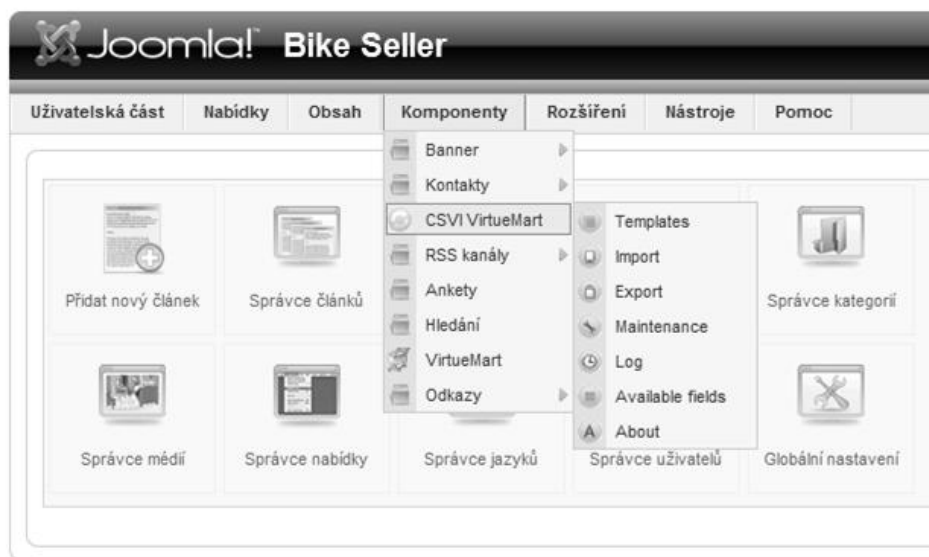 Joomla! Bike Seller
Uživatelská část Nabídky Obsah Komponenty Rozšíření Nástroje Pomoc
Banner
Kontakty
CSVI VirtueMart
RSS kanály
Ankety
Hledání
VirtueMart
Odkazy
Templates
Import
Export
Maintenance
Log
Available fields
A About
Přidat nový článek Správce článků Správce kategorií
Správce médií Správce nabídky Správce jazyků Správce uživatelů Globální nastavení